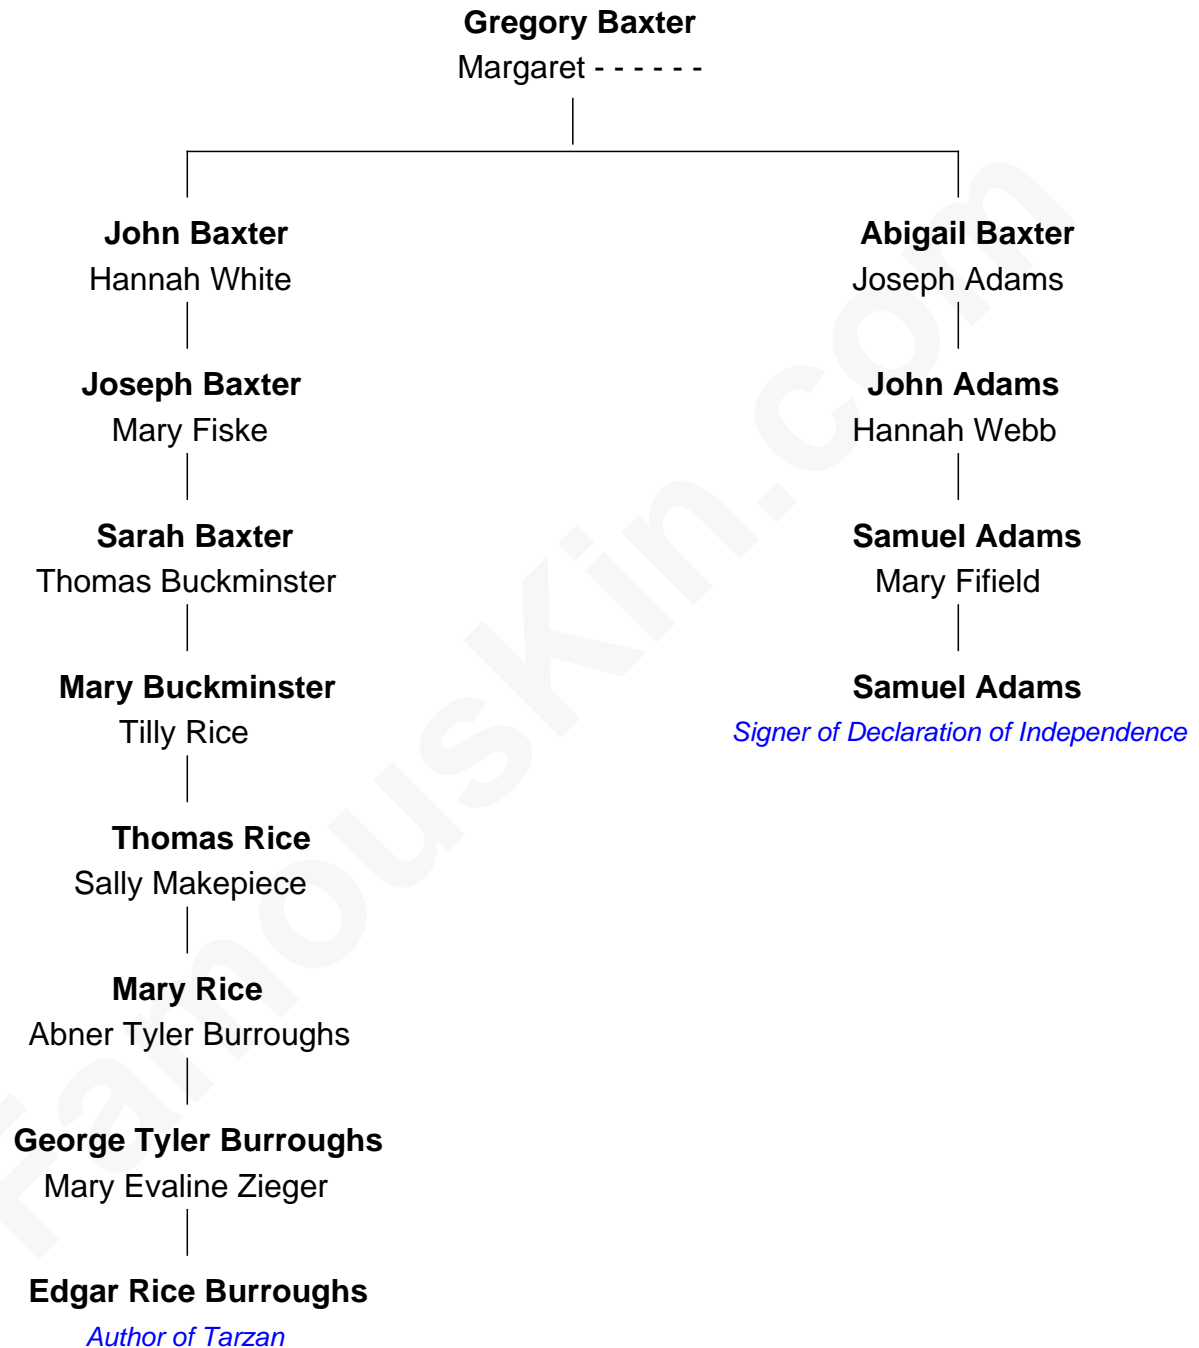 Gregory Baxter
Margaret - - - - - -
John Baxter
Hannah White
Abigail Baxter
Joseph Adams
Joseph Baxter
Mary Fiske
John Adams
Hannah Webb
Sarah Baxter
Thomas Buckminster
Samuel Adams
Mary Fifield
Mary Buckminster
Tilly Rice
Samuel Adams
Signer of Declaration of Independence
Thomas Rice
Sally Makepiece
Mary Rice
Abner Tyler Burroughs
George Tyler Burroughs
Mary Evaline Zieger
Edgar Rice Burroughs
Author of Tarzan
FamousKin.com